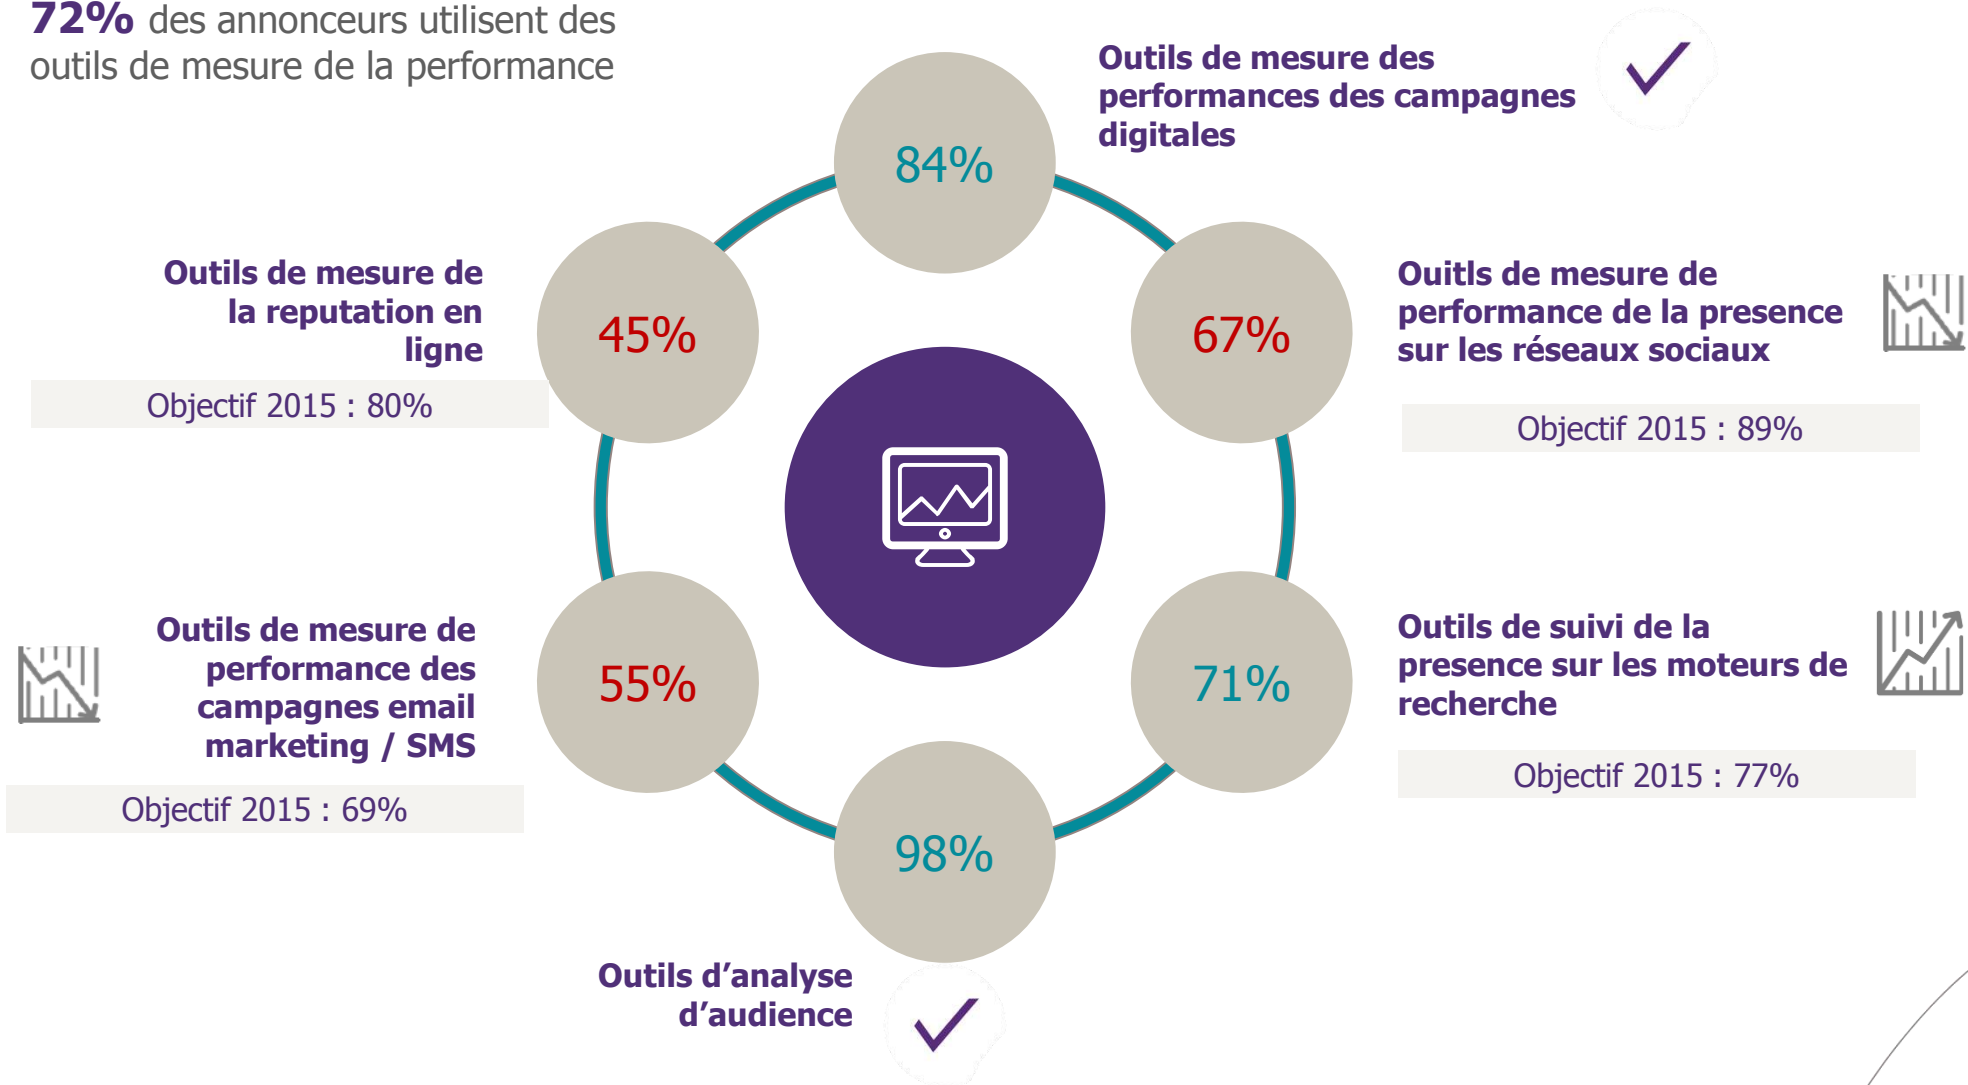 72% des annonceurs utilisent des
outils de mesure de la performance
Outils de mesure des
performances des campagnes
digitales
84%
Outils de mesure de
la reputation en
ligne
45%
Objectif 2015 : 80%
67%
Ouitls de mesure de
performance de la presence
sur les réseaux sociaux
Objectif 2015 : 89%
Outils de mesure de
performance des
campagnes email
marketing / SMS
55%
Objectif 2015 : 69%
71%
Outils de suivi de la
presence sur les moteurs de
recherche
Objectif 2015 : 77%
98%
Outils d’analyse
d’audience